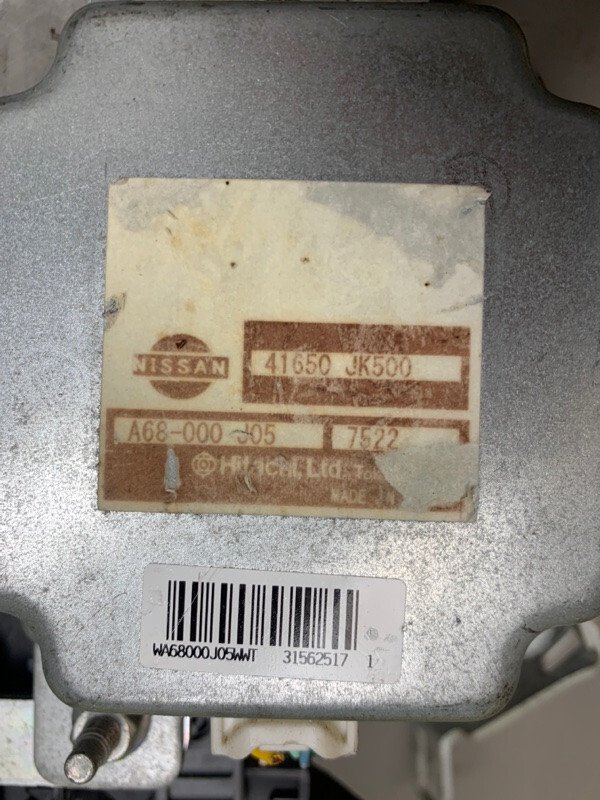 NISSAN
41650 JK500
A68-000 J05 7522
Hitachi, Ltd.
MADE IN
WA68000J05WWT 31562517 1